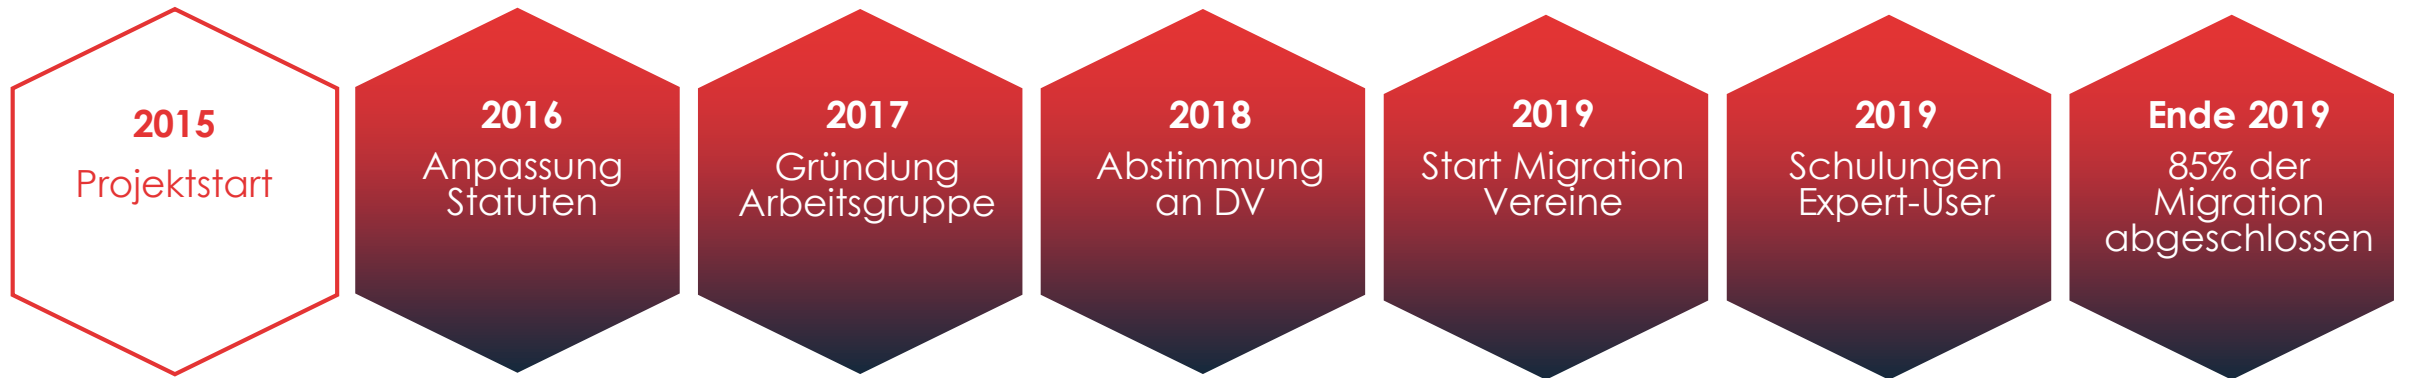 2015
Projektstart
2016
Anpassung
Statuten
2017
Gründung
Arbeitsgruppe
2018
Abstimmung
an DV
2019
Start Migration
Vereine
2019
Schulungen
Expert-User
Ende 2019
85% der
Migration
abgeschlossen